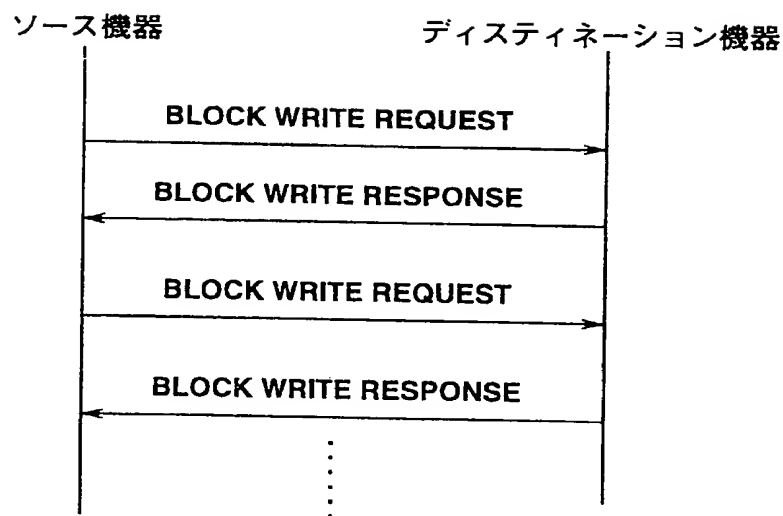 ソース機器
ディスティネーション機器
BLOCK WRITE REQUEST
BLOCK WRITE RESPONSE
BLOCK WRITE REQUEST
BLOCK WRITE RESPONSE